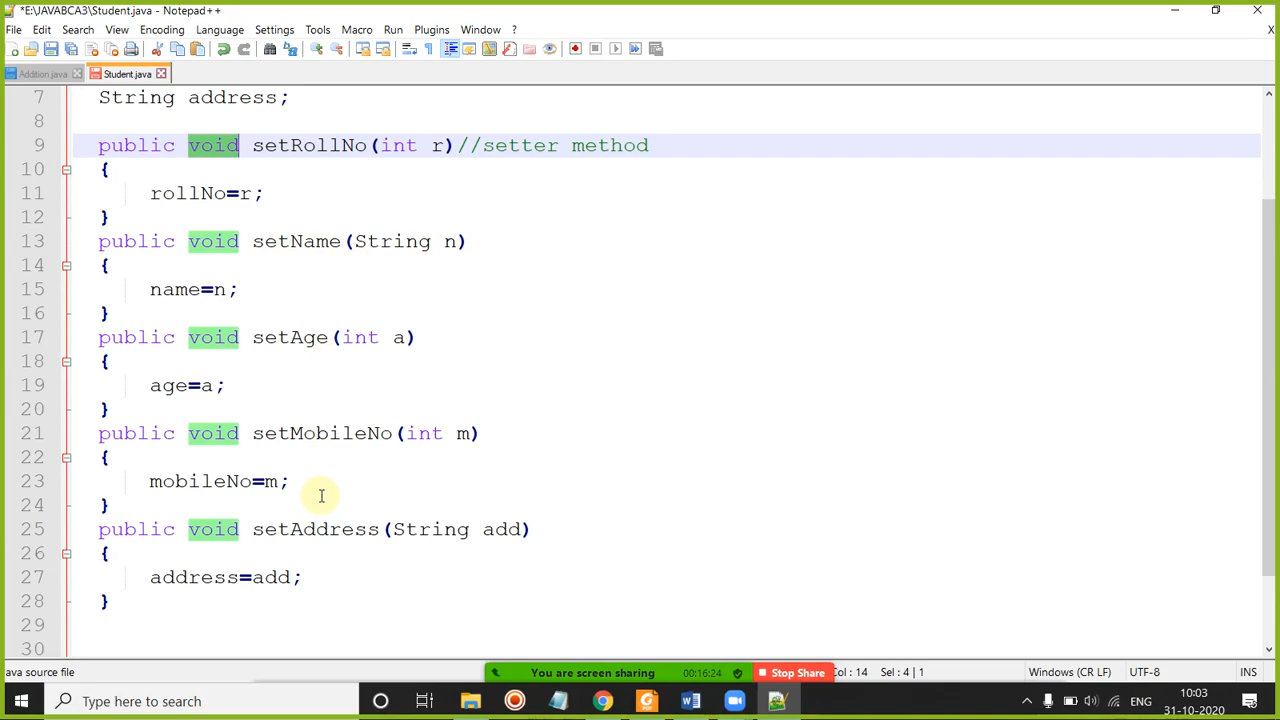 *E:\JAVABCA3\Student.java - Notepad++
File Edit Search View Encoding Language Settings Tools Macro Run Plugins Window ?
X
Addition.java Student.java
7 String address;
8
9 public void setRollNo(int r)//setter method
10 {
11 rollNo=r;
12 }
13 public void setName(String n)
14 {
15 name=n;
16 }
17 public void setAge(int a)
18 {
19 age=a;
20 }
21 public void setMobileNo(int m)
22 {
23 mobileNo=m;
24 }
25 public void setAddress(String add)
26 {
27 address=add;
28 }
29
30
ava source file You are screen sharing 00:16:24 Stop Share Col : 14 Sel : 4 | 1 Windows (CR LF) UTF-8 INS
Type here to search ENG 10:03
31-10-2020